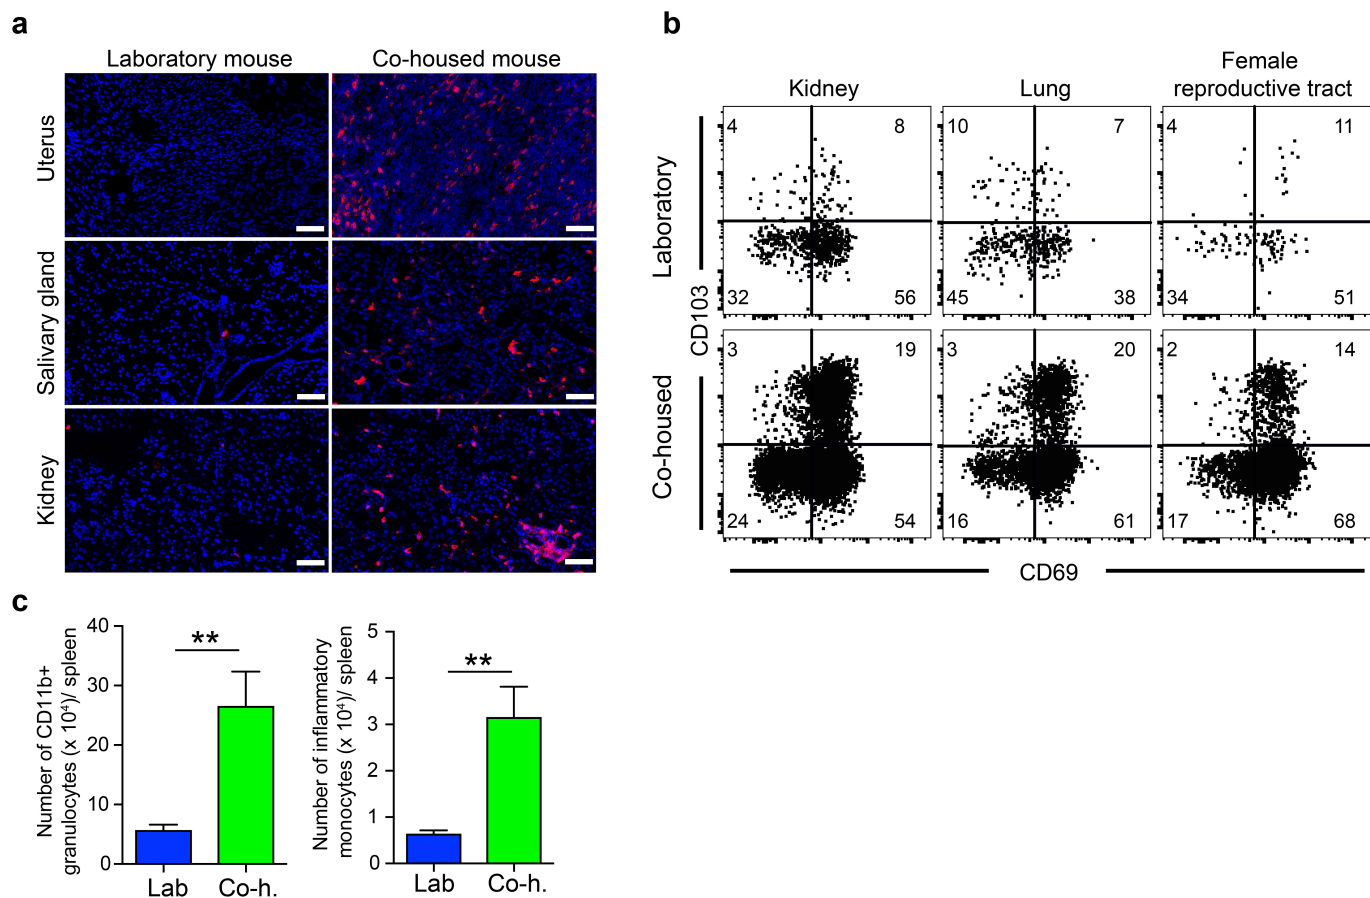 a
Laboratory mouse
Co-housed mouse
Uterus
Salivary gland
Kidney
b
Kidney
Lung
Female
reproductive tract
Laboratory
Co-housed
CD103
4
8
32
56
10
7
45
38
4
11
34
51
3
19
24
54
3
20
16
61
2
14
17
68
CD69
c
Number of CD11b+
granulocytes (x 10⁴)/ spleen
40
30
20
10
0
**
Lab
Co-h.
Number of inflammatory
monocytes (x 10⁴)/ spleen
5
4
3
2
1
0
**
Lab
Co-h.